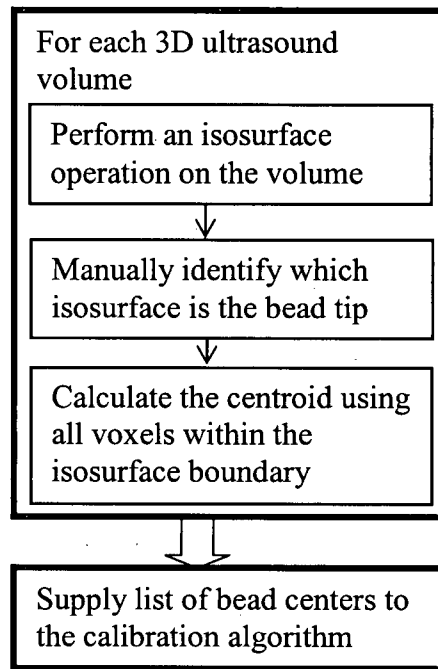 For each 3D ultrasound
volume
Perform an isosurface
operation on the volume
Manually identify which
isosurface is the bead tip
Calculate the centroid using
all voxels within the
isosurface boundary
Supply list of bead centers to
the calibration algorithm